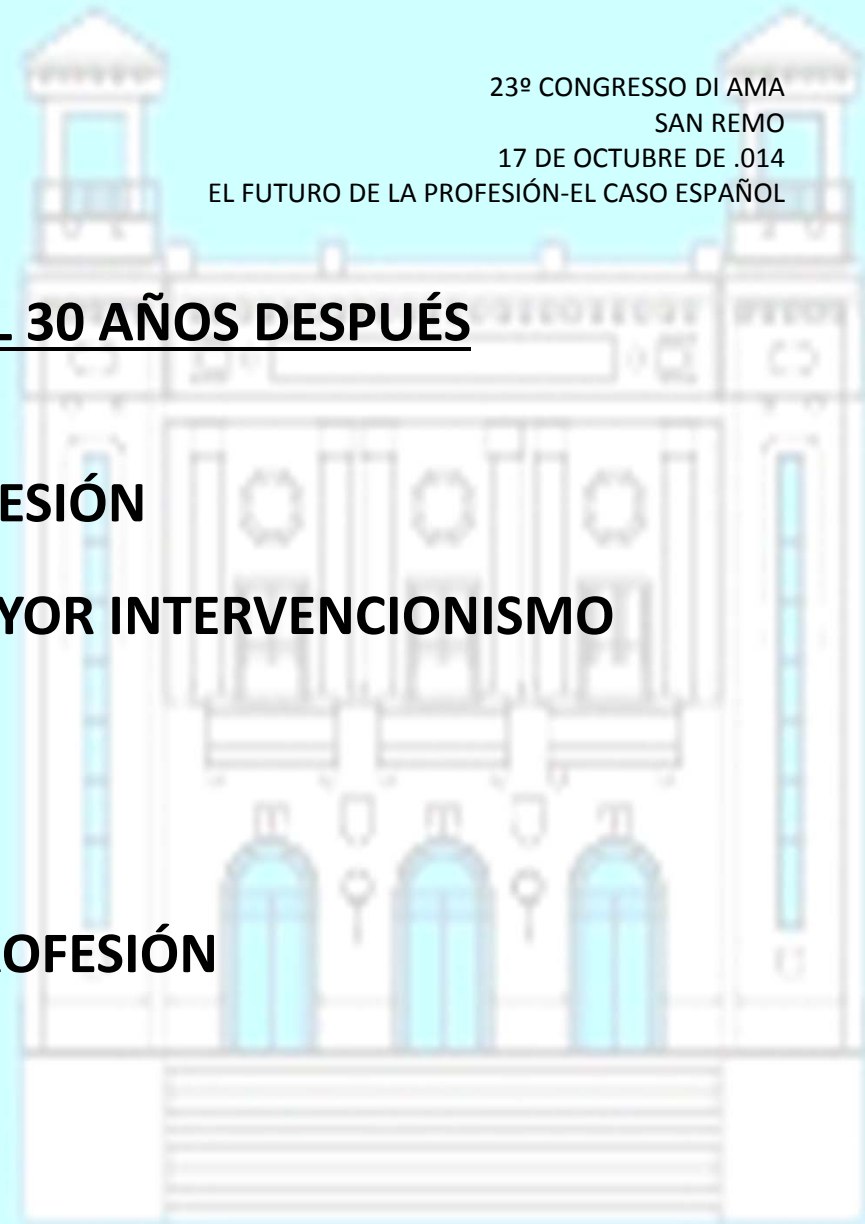 23º CONGRESSO DI AMA
SAN REMO
17 DE OCTUBRE DE .014
EL FUTURO DE LA PROFESIÓN-EL CASO ESPAÑOL
L 30 AÑOS DESPUÉS
ESIÓN
YOR INTERVENCIONISMO
ROFESIÓN